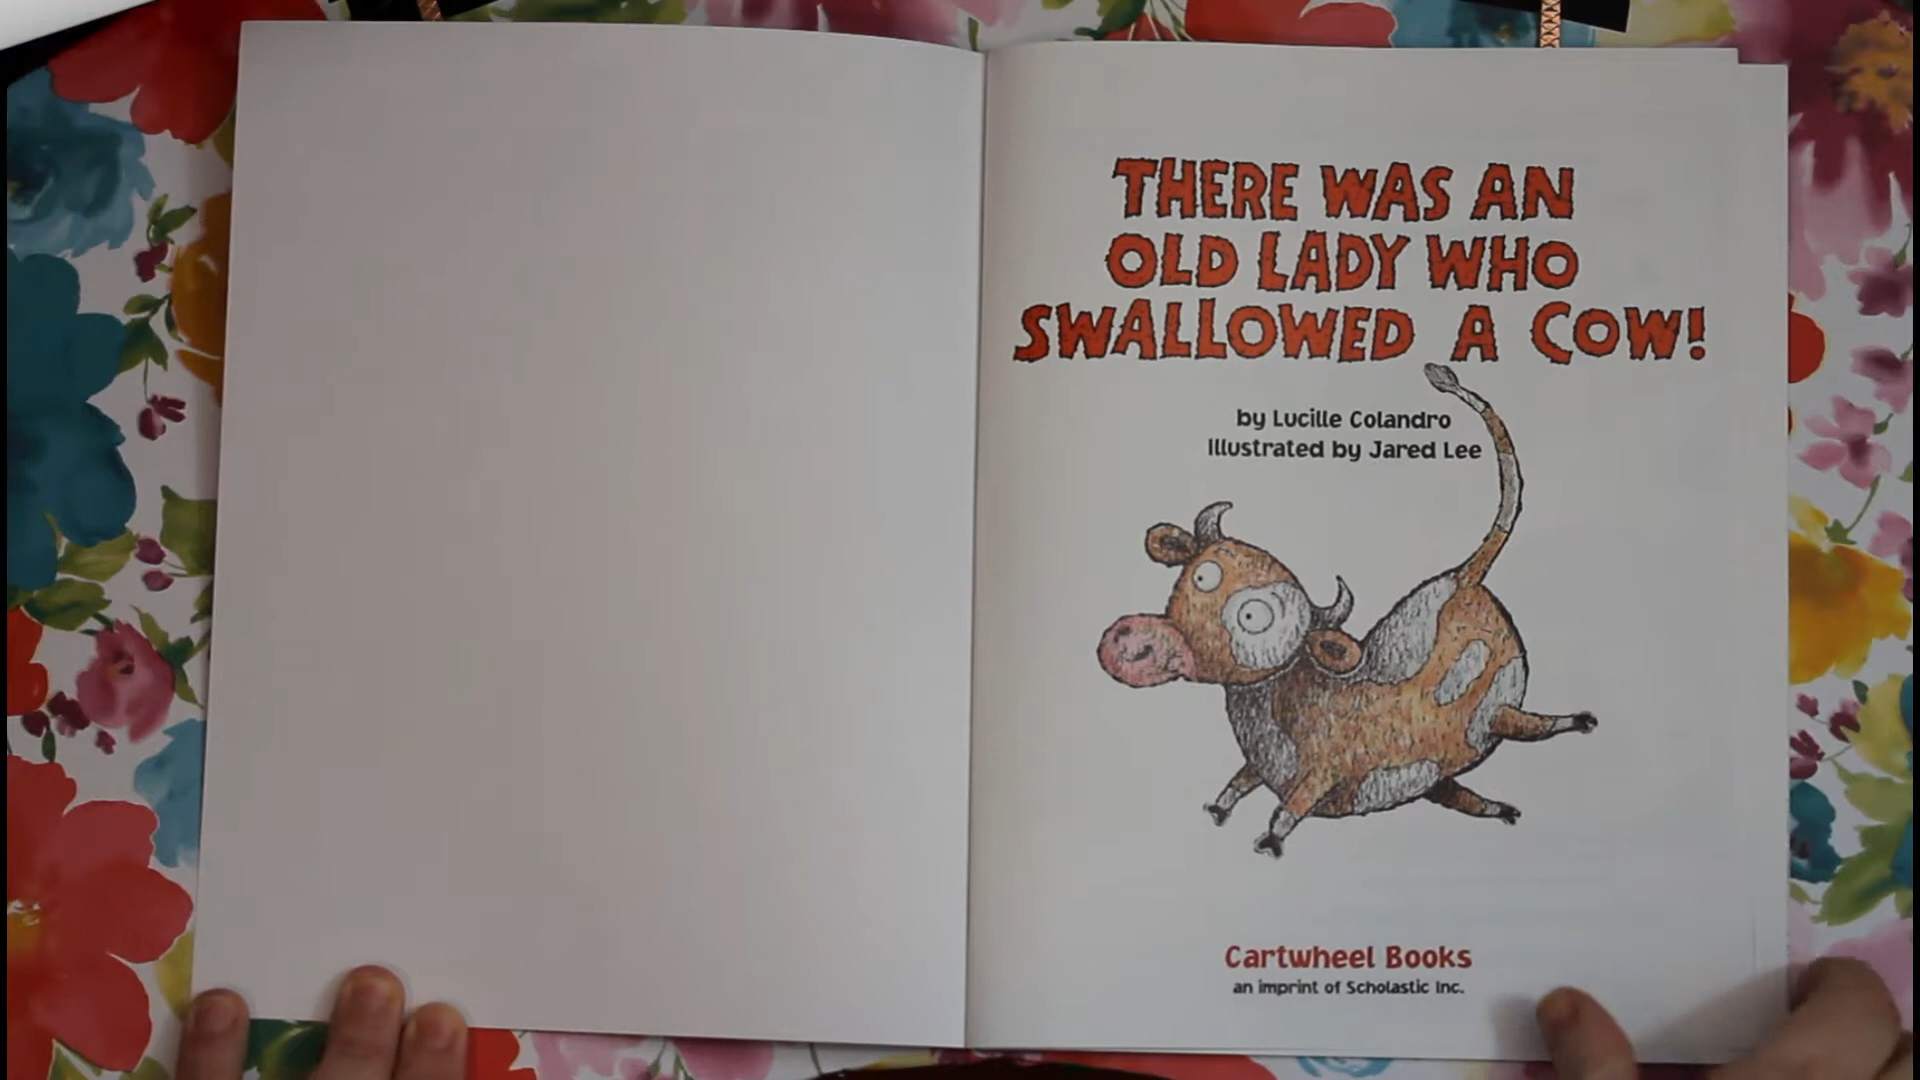 THERE WAS AN
OLD LADY WHO
SWALLOWED A COW!
by Lucille Colandro
Illustrated by Jared Lee
Cartwheel Books
an imprint of Scholastic Inc.